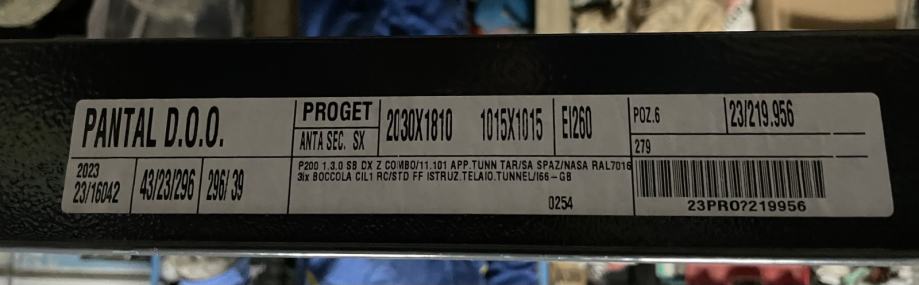 PANTAL D.O.O.
PROGET
ANTA SEC. SX
2030X1810 1015X1015
EI260
POZ.6
23/219.956
279
2023
23/16042
43/23/296
296/ 39
P200 1.3.0 SB DX Z COMBO/11.101 APP.TUNN TAR/SA SPAZ/NASA RAL7016
3ix BOCCOLA CIL1 RC/STD FF ISTRUZ.TELAIO.TUNNEL/I66-GB
0254
23PRO?219956